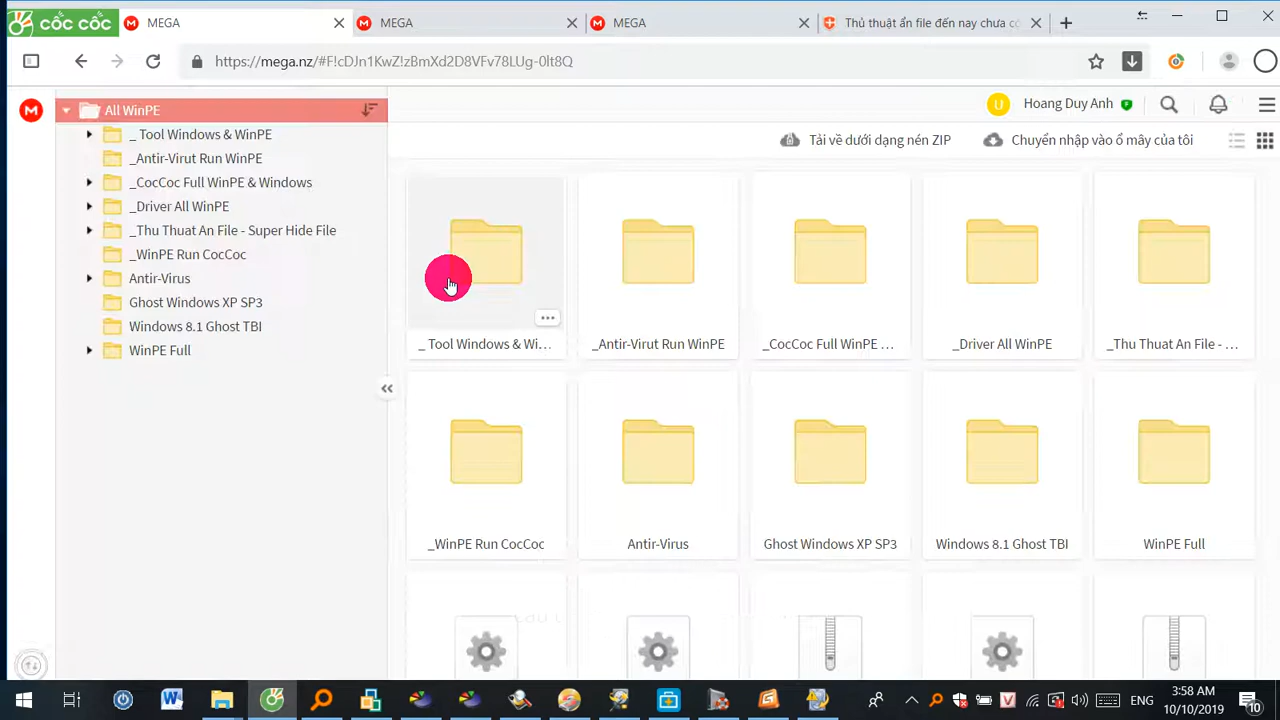 cốc cốc
MEGA
MEGA
MEGA
Thủ thuật ẩn file đến nay chưa có
https://mega.nz/#F!cDJn1KwZ!zBmXd2D8VFv78LUg-0lt8Q
M
All WinPE
_ Tool Windows & WinPE
_Antir-Virut Run WinPE
_CocCoc Full WinPE & Windows
_Driver All WinPE
_Thu Thuat An File - Super Hide File
_WinPE Run CocCoc
Antir-Virus
Ghost Windows XP SP3
Windows 8.1 Ghost TBI
WinPE Full
U
Hoang Duy Anh
Tải về dưới dạng nén ZIP
Chuyển nhập vào ổ mây của tôi
_ Tool Windows & Wi...
_Antir-Virut Run WinPE
_CocCoc Full WinPE ...
_Driver All WinPE
_Thu Thuat An File - ...
_WinPE Run CocCoc
Antir-Virus
Ghost Windows XP SP3
Windows 8.1 Ghost TBI
WinPE Full
ENG
3:58 AM
10/10/2019
10